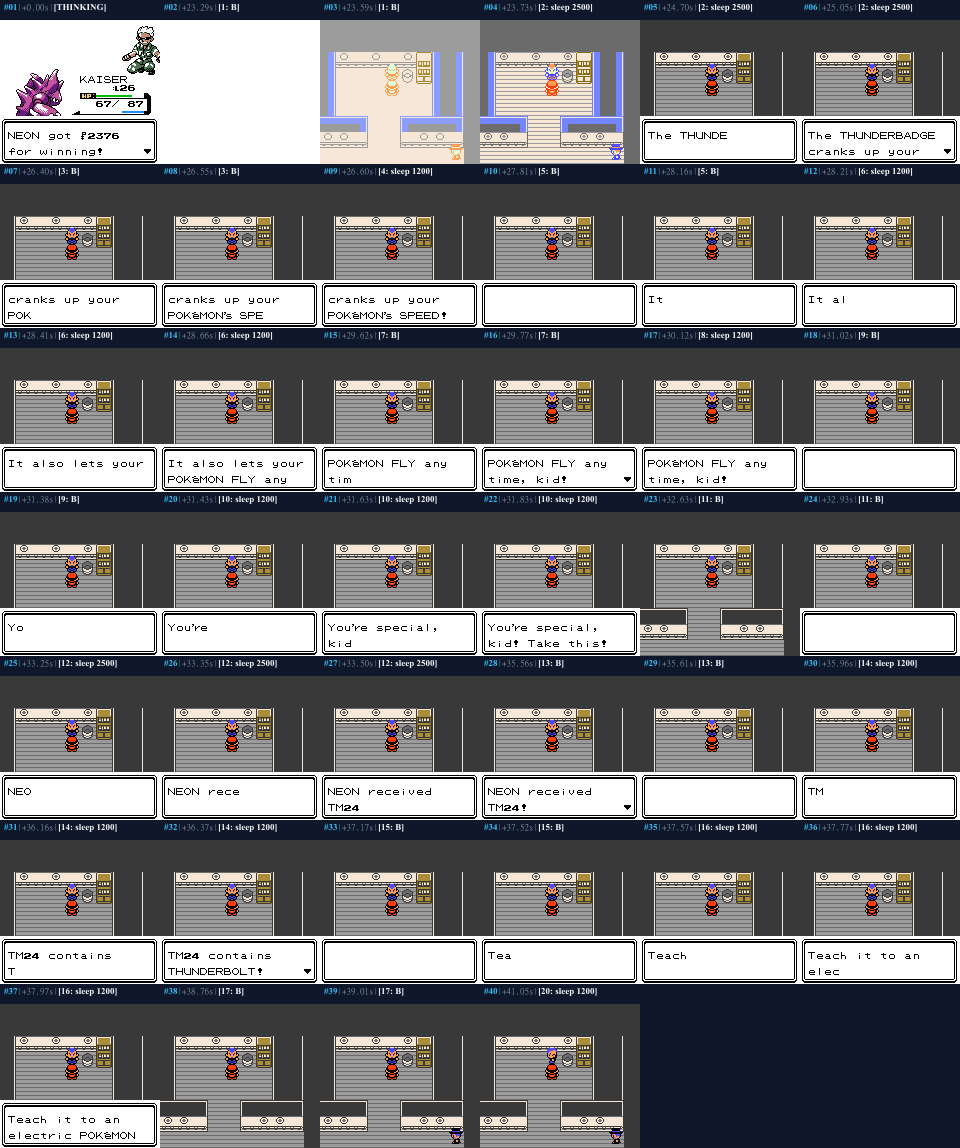 #01 | +0.00s | [THINKING]
KAISER
:L26
HP:
67/ 87
NEON got ₽2376
for winning!
#02 | +23.29s | [1: B]
#03 | +23.59s | [1: B]
#04 | +23.73s | [2: sleep 2500]
#05 | +24.70s | [2: sleep 2500]
The THUNDE
#06 | +25.05s | [2: sleep 2500]
The THUNDERBADGE
cranks up your
#07 | +26.40s | [3: B]
cranks up your
POK
#08 | +26.55s | [3: B]
cranks up your
POKéMON's SPE
#09 | +26.60s | [4: sleep 1200]
cranks up your
POKéMON's SPEED!
#10 | +27.81s | [5: B]
#11 | +28.16s | [5: B]
It
#12 | +28.21s | [6: sleep 1200]
It al
#13 | +28.41s | [6: sleep 1200]
It also lets your
#14 | +28.66s | [6: sleep 1200]
It also lets your
POKéMON FLY any
#15 | +29.62s | [7: B]
POKéMON FLY any
tim
#16 | +29.77s | [7: B]
POKéMON FLY any
time, kid!
#17 | +30.12s | [8: sleep 1200]
POKéMON FLY any
time, kid!
#18 | +31.02s | [9: B]
#19 | +31.38s | [9: B]
Yo
#20 | +31.43s | [10: sleep 1200]
You're
#21 | +31.63s | [10: sleep 1200]
You're special,
kid
#22 | +31.83s | [10: sleep 1200]
You're special,
kid! Take this!
#23 | +32.63s | [11: B]
#24 | +32.93s | [11: B]
#25 | +33.25s | [12: sleep 2500]
NEO
#26 | +33.35s | [12: sleep 2500]
NEON rece
#27 | +33.50s | [12: sleep 2500]
NEON received
TM24
#28 | +35.56s | [13: B]
NEON received
TM24!
#29 | +35.61s | [13: B]
#30 | +35.96s | [14: sleep 1200]
TM
#31 | +36.16s | [14: sleep 1200]
TM24 contains
T
#32 | +36.37s | [14: sleep 1200]
TM24 contains
THUNDERBOLT!
#33 | +37.17s | [15: B]
#34 | +37.52s | [15: B]
Tea
#35 | +37.57s | [16: sleep 1200]
Teach
#36 | +37.77s | [16: sleep 1200]
Teach it to an
elec
#37 | +37.97s | [16: sleep 1200]
Teach it to an
electric POKéMON
#38 | +38.76s | [17: B]
#39 | +39.01s | [17: B]
#40 | +41.05s | [20: sleep 1200]